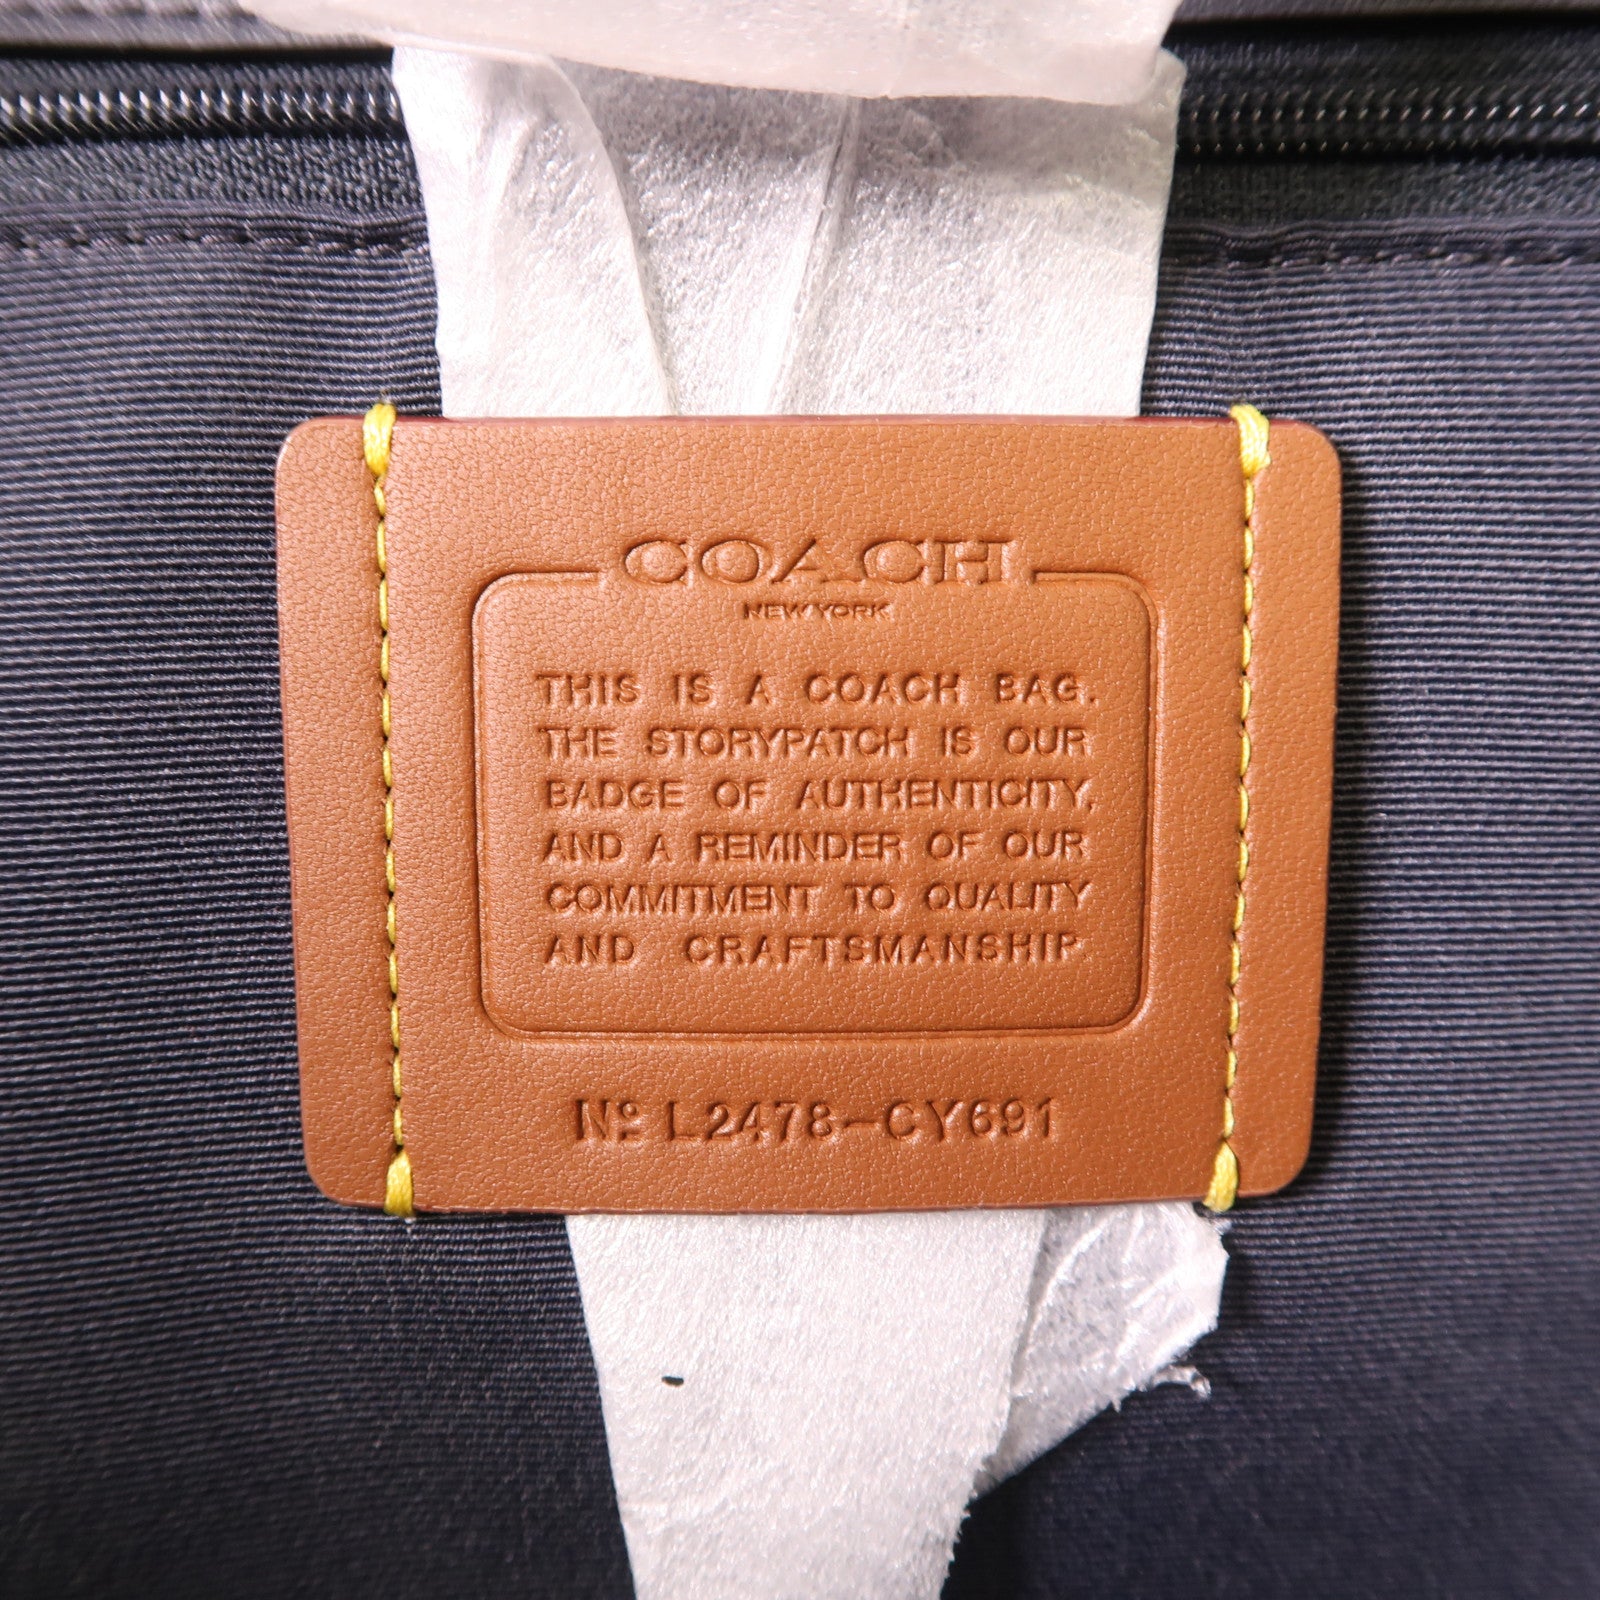 COACH
NEW YORK
THIS IS A COACH BAG.
THE STORYPATCH IS OUR
BADGE OF AUTHENTICITY,
AND A REMINDER OF OUR
COMMITMENT TO QUALITY
AND CRAFTSMANSHIP.
Nº L2478-CY691